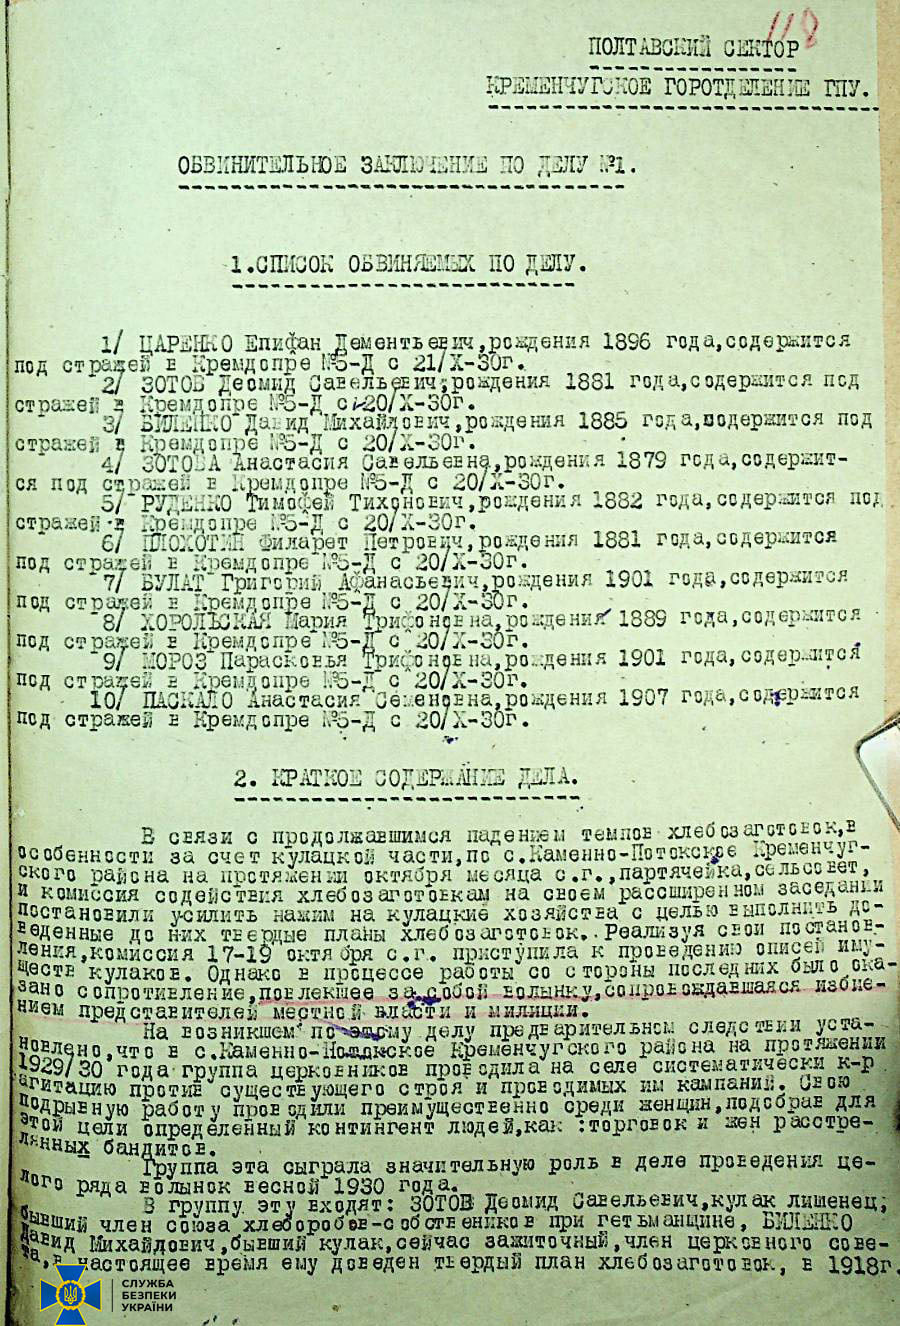 118
ПОЛТАВСКИЙ СЕКТОР
КРЕМЕНЧУГСКОЕ ГОРОТДЕЛЕНИЕ ГПУ.
ОБВИНИТЕЛЬНОЕ ЗАКЛЮЧЕНИЕ ПО ДЕЛУ №1.
1.СПИСОК ОБВИНЯЕМЫХ ПО ДЕЛУ.
1/ ЦАРЕНКО Епифан Дементьевич,рождения 1896 года,содержится
под стражей в Кремдопре №5-Д с 21/X-30г.
2/ ЗОТОВ Деомид Савельевич,рождения 1881 года,содержится под
стражей в Кремдопре №5-Д с 20/X-30г.
3/ БИЛЕНКО Давид Михайлович,рождения 1885 года,содержится под
стражей в Кремдопре №5-Д с 20/X-30г.
4/ ЗОТОВА Анастасия Савельевна,рождения 1879 года,содержит-
ся под стражей в Кремдопре №5-Д с 20/X-30г.
5/ РУДЕНКО Тимофей Тихонович,рождения 1882 года,содержится под
стражей в Кремдопре №5-Д с 20/X-30г.
6/ ПЛОХОТИН Филарет Петрович,рождения 1881 года,содержится
под стражей в Кремдопре №5-Д с 20/X-30г.
7/ БУЛАТ Григорий Афанасьевич,рождения 1901 года,содержится
под стражей в Кремдопре №5-Д с 20/X-30г.
8/ ХОРОЛЬСКАЯ Мария Трифоновна,рождения 1889 года,содержится
под стражей в Кремдопре №5-Д с 20/X-30г.
9/ МОРОЗ Парасковья Трифоновна,рождения 1901 года,содержится
под стражей в Кремдопре №5-Д с 20/X-30г.
10/ ПАСКАЛО Анастасия Семеновна,рождения 1907 года,содержится
под стражей в Кремдопре №5-Д с 20/X-30г.
2. КРАТКОЕ СОДЕРЖАНИЕ ДЕЛА.
В связи с продолжавшимся падением темпов хлебозаготовок,в
особенности за счет кулацкой части,по с.Каменно-Потокское Кременчуг-
ского района на протяжении октября месяца с.г.,партячейка,сельсовет,
и комиссия содействия хлебозаготовкам на своем расширенном заседании
постановили усилить нажим на кулацкие хозяйства с целью выполнить до-
веденные до них твердые планы хлебозаготовок. Реализуя свои постанов-
ления,комиссия 17-19 октября с.г. приступила к проведению описей иму-
ществ кулаков. Однако в процессе работы со стороны последних было ока-
зано сопротивление,повлекшее за собой волынку,сопровождавшаяся избие-
нием представителей местной власти и милиции.
На возникшем по этому делу предварительном следствии уста-
новлено,что в с.Каменно-Потокское Кременчугского района на протяжении
1929/30 года группа церковников проводила на селе систематически к-р
агитацию против существующего строя и проводимых им кампаний. Свою
подрывную работу проводили преимущественно среди женщин,подобрав для
этой цели определенный контингент людей,как :торговок и жен расстре-
лянных бандитов.
Группа эта сыграла значительную роль в деле проведения це-
лого ряда волынок весной 1930 года.
В группу эту входят: ЗОТОВ Деомид Савельевич,кулак лишенец,
бывший член союза хлеборобов-собствеников при гетьманщине, БИЛЕНКО
Давид Михайлович,бывший кулак,сейчас зажиточный,член церковного сове-
та,в настоящее время ему доведен твердый план хлебозаготовок, в 1918г.
СЛУЖБА
БЕЗПЕКИ
УКРАЇНИ